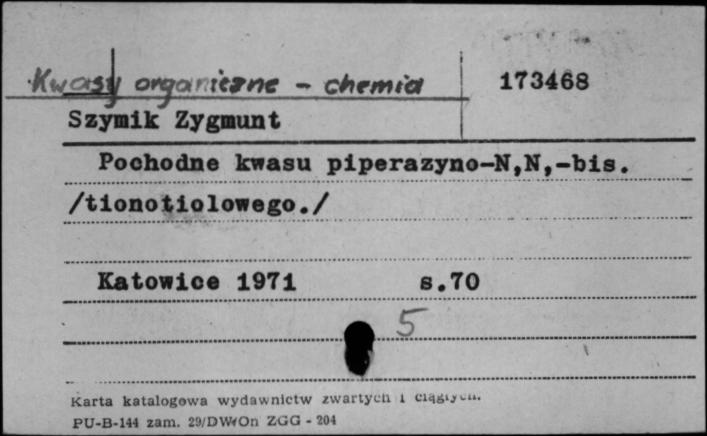 Kwasy organiczne - chemia 173468
Szymik Zygmunt
Pochodne kwasu piperazyno-N,N,-bis.
/tionotiolowego./
Katowice 1971 s.70
5
Karta katalogowa wydawnictw zwartych i ciągłych.
PU-B-144 zam. 29/DWOn ZGG - 204